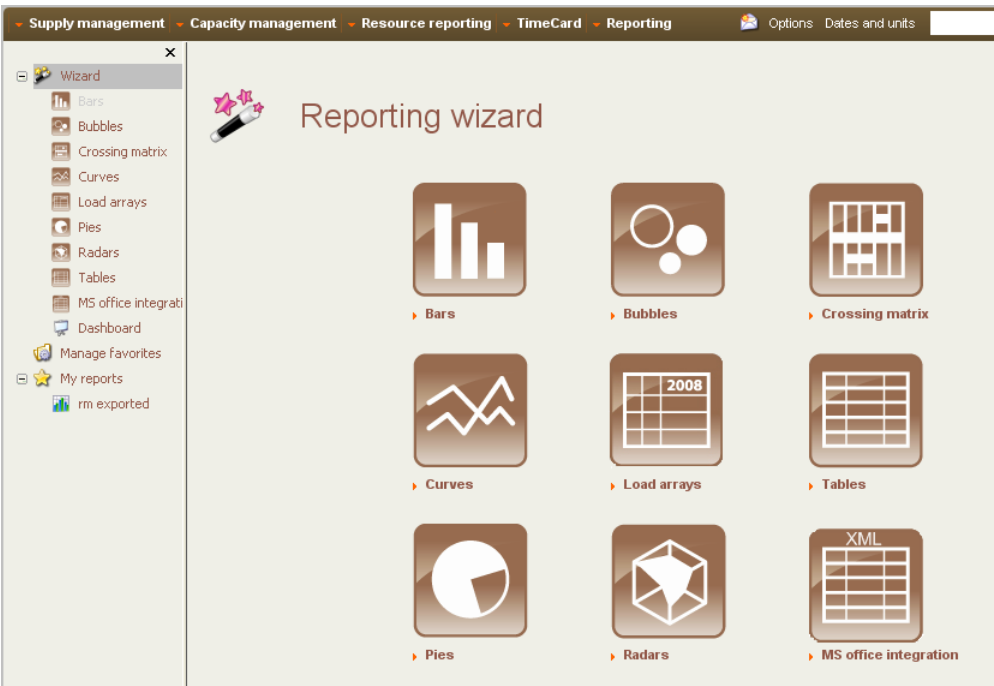 Supply management Capacity management Resource reporting TimeCard Reporting Options Dates and units
Wizard
Bars
Bubbles
Crossing matrix
Curves
Load arrays
Pies
Radars
Tables
MS office integrati
Dashboard
Manage favorites
My reports
rm exported
Reporting wizard
Bars Bubbles Crossing matrix
2008
Curves Load arrays Tables
XML
Pies Radars MS office integration